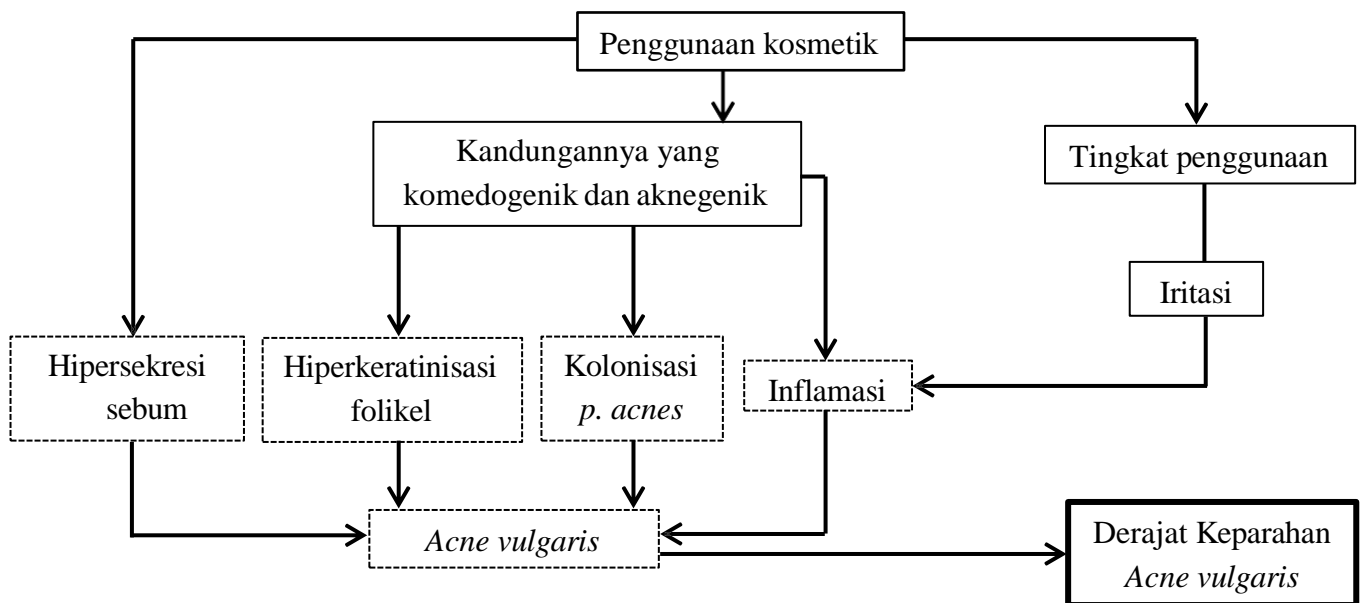 Penggunaan kosmetik
Kandungannya yang
komedogenik dan aknegenik
Tingkat penggunaan
Iritasi
Hipersekresi
sebum
Hiperkeratinisasi
folikel
Kolonisasi
p. acnes
Inflamasi
Acne vulgaris
Derajat Keparahan
Acne vulgaris